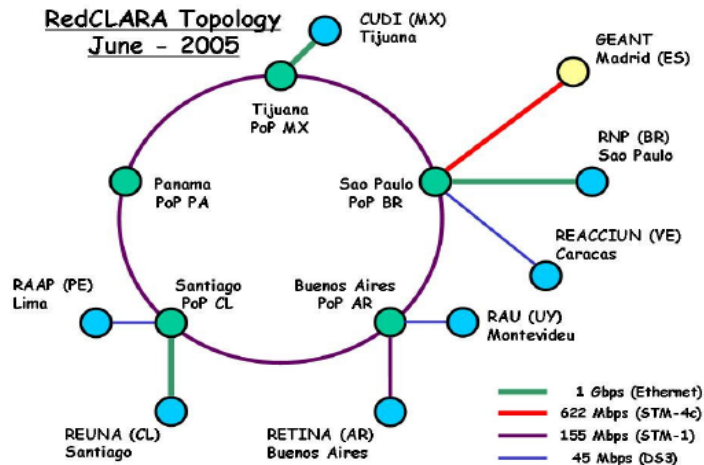 RedCLARA Topology
June - 2005
CUDI (MX)
Tijuana
GEANT
Madrid (ES)
Tijuana
PoP MX
RNP (BR)
Sao Paulo
Panama
PoP PA
Sao Paulo
PoP BR
REACCIUN (VE)
Caracas
RAAP (PE)
Lima
Santiago
PoP CL
Buenos Aires
PoP AR
RAU (UY)
Montevideu
REUNA (CL)
Santiago
RETINA (AR)
Buenos Aires
1 Gbps (Ethernet)
622 Mbps (STM-4c)
155 Mbps (STM-1)
45 Mbps (DS3)